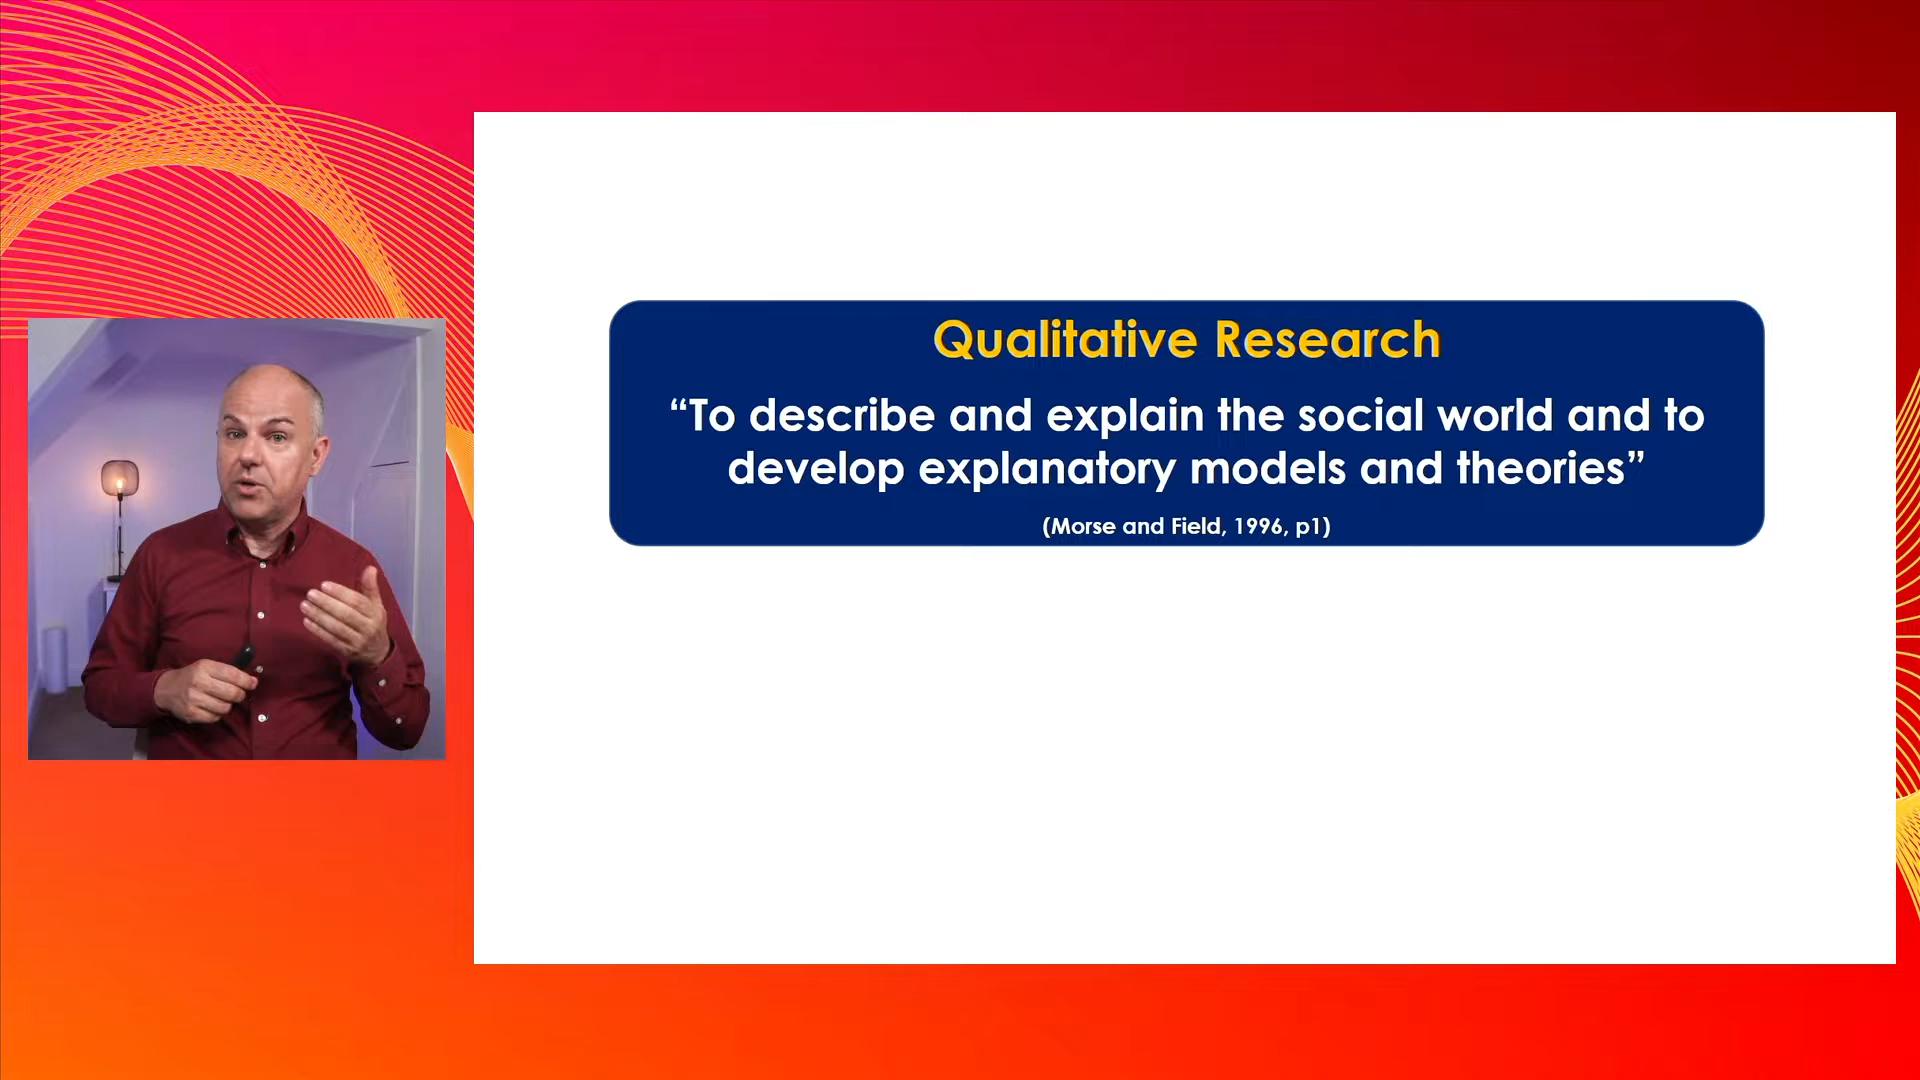 Qualitative Research
“To describe and explain the social world and to
develop explanatory models and theories”
(Morse and Field, 1996, p1)